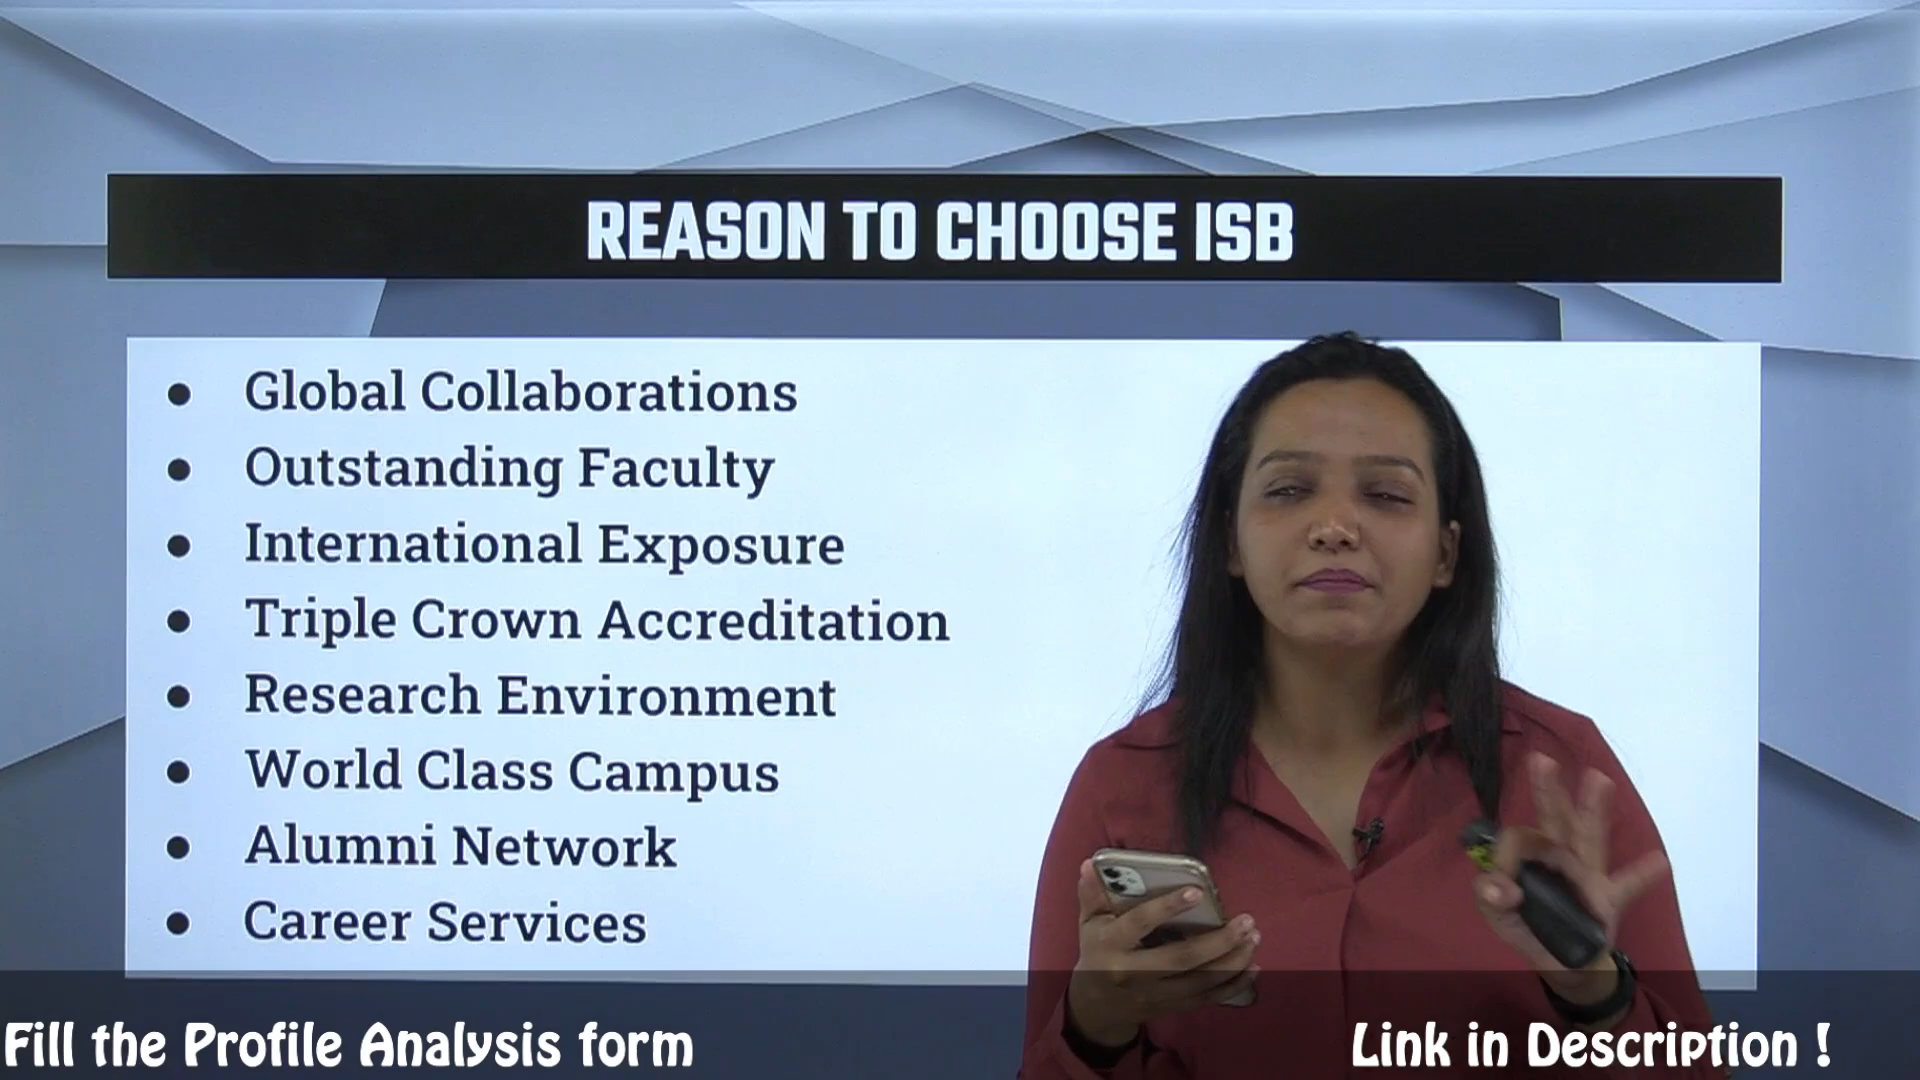 REASON TO CHOOSE ISB
● Global Collaborations
● Outstanding Faculty
● International Exposure
● Triple Crown Accreditation
● Research Environment
● World Class Campus
● Alumni Network
● Career Services
Fill the Profile Analysis form
Link in Description !